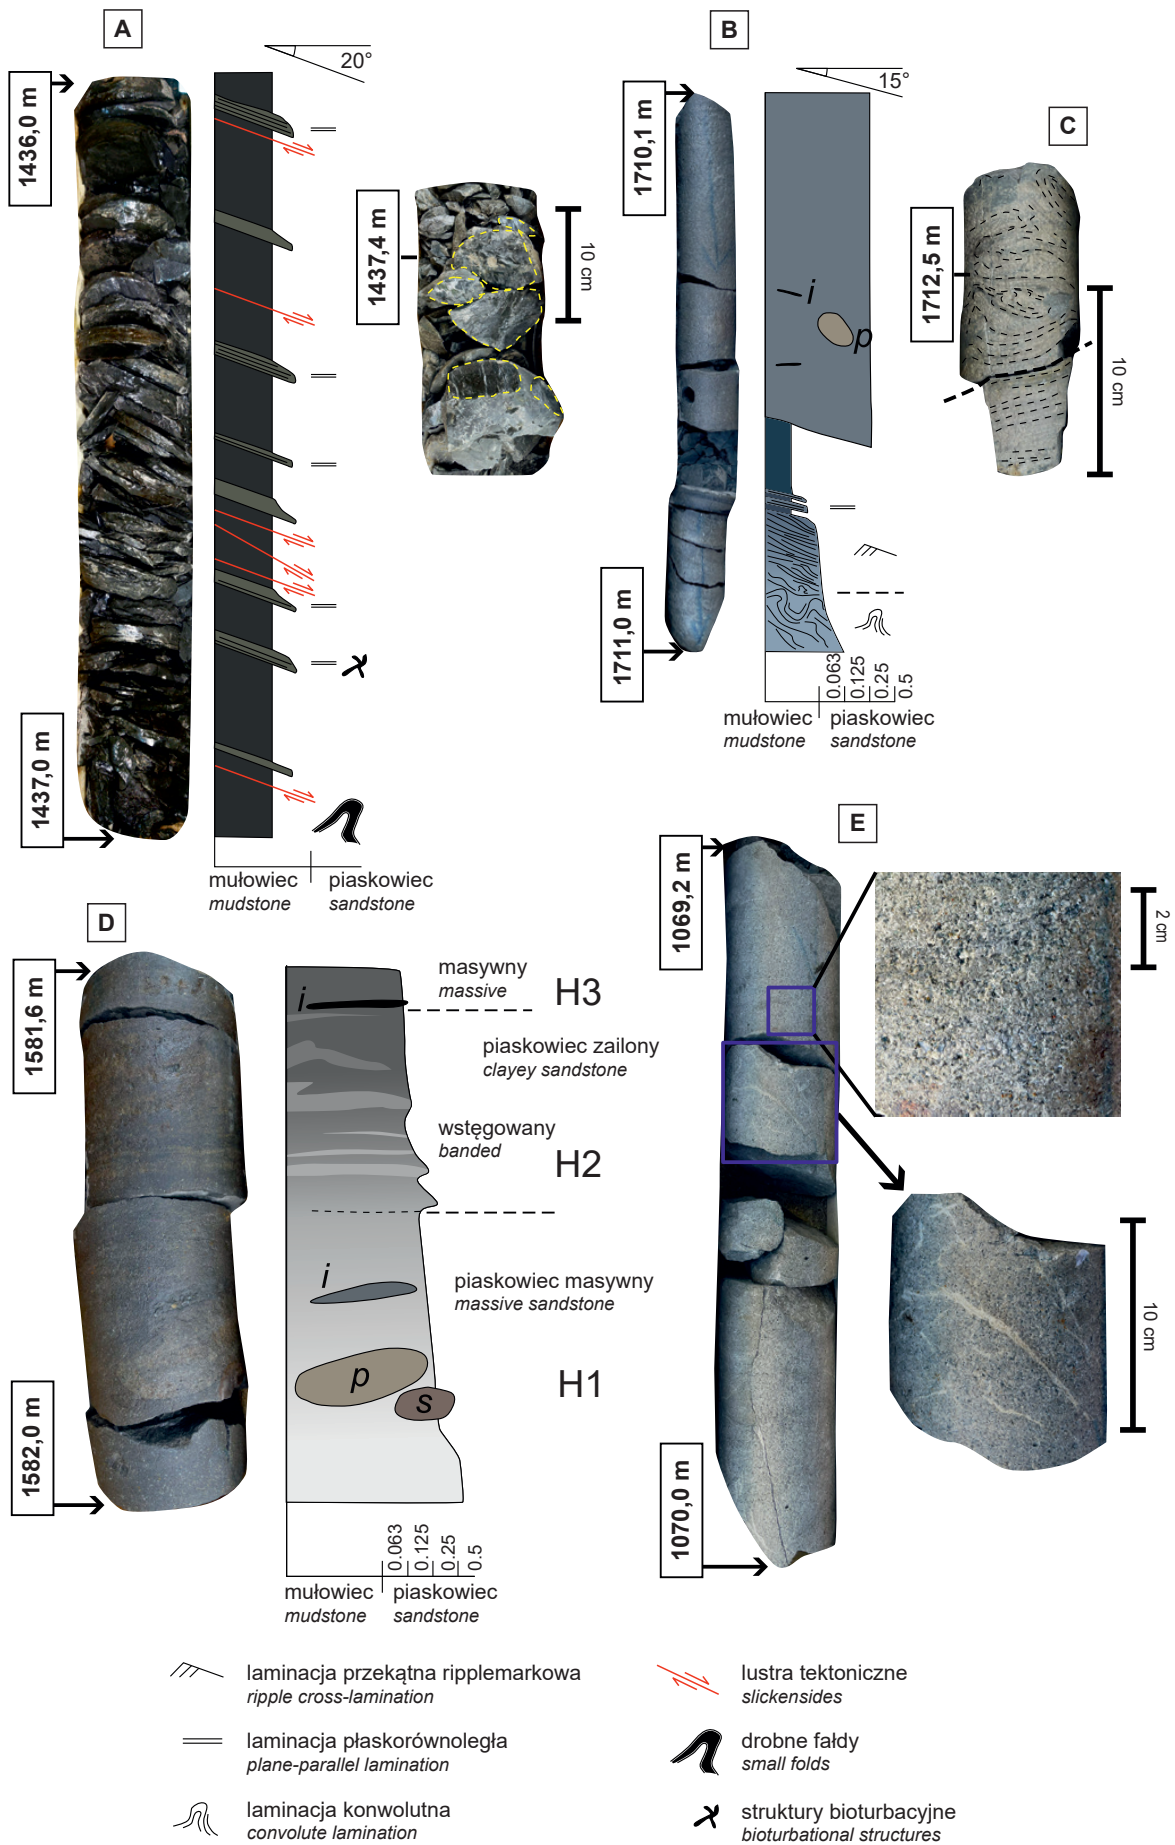 A
20°
1436,0 m
1437,0 m
1437,4 m
10 cm
mułowiec
mudstone
piaskowiec
sandstone
B
15°
1710,1 m
1711,0 m
i
p
0.063
0.125
0.25
0.5
mułowiec
mudstone
piaskowiec
sandstone
C
1712,5 m
10 cm
D
1581,6 m
1582,0 m
i
masywny
massive
H3
piaskowiec zailony
clayey sandstone
wstęgowany
banded
H2
i
piaskowiec masywny
massive sandstone
p
s
H1
0.063
0.125
0.25
0.5
mułowiec
mudstone
piaskowiec
sandstone
E
1069,2 m
1070,0 m
2 cm
10 cm
laminacja przekątna ripplemarkowa
ripple cross-lamination
laminacja płaskorównoległa
plane-parallel lamination
laminacja konwolutna
convolute lamination
lustra tektoniczne
slickensides
drobne fałdy
small folds
struktury bioturbacyjne
bioturbational structures